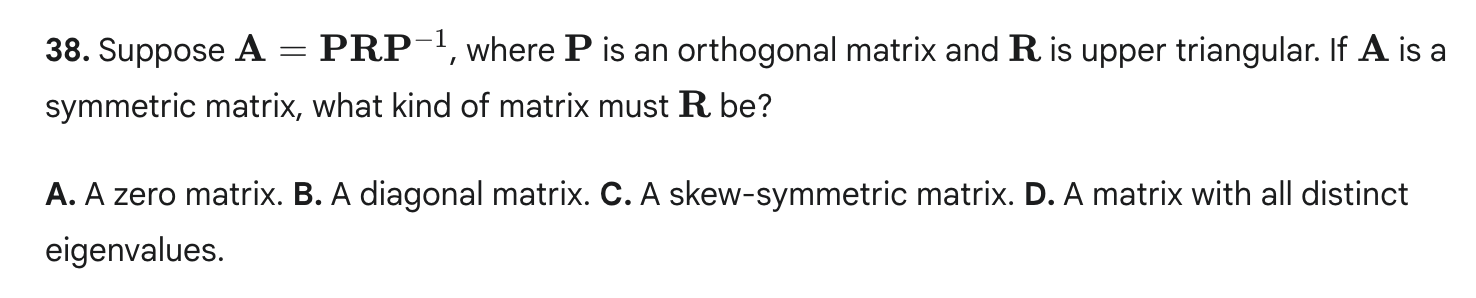 38. Suppose A = PRP⁻¹, where P is an orthogonal matrix and R is upper triangular. If A is a
symmetric matrix, what kind of matrix must R be?
A. A zero matrix. B. A diagonal matrix. C. A skew-symmetric matrix. D. A matrix with all distinct
eigenvalues.